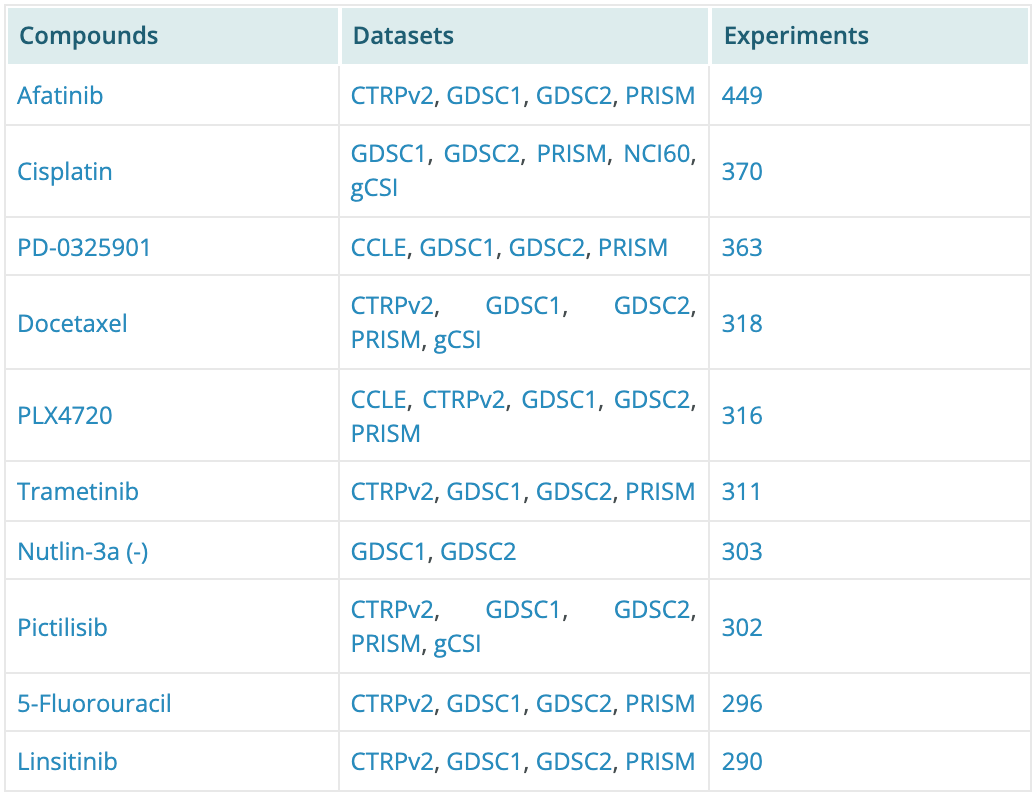 Compounds Datasets Experiments
Afatinib CTRPv2, GDSC1, GDSC2, PRISM 449
Cisplatin GDSC1, GDSC2, PRISM, NCI60,
gCSI 370
PD-0325901 CCLE, GDSC1, GDSC2, PRISM 363
Docetaxel CTRPv2, GDSC1, GDSC2,
PRISM, gCSI 318
PLX4720 CCLE, CTRPv2, GDSC1, GDSC2,
PRISM 316
Trametinib CTRPv2, GDSC1, GDSC2, PRISM 311
Nutlin-3a (-) GDSC1, GDSC2 303
Pictilisib CTRPv2, GDSC1, GDSC2,
PRISM, gCSI 302
5-Fluorouracil CTRPv2, GDSC1, GDSC2, PRISM 296
Linsitinib CTRPv2, GDSC1, GDSC2, PRISM 290